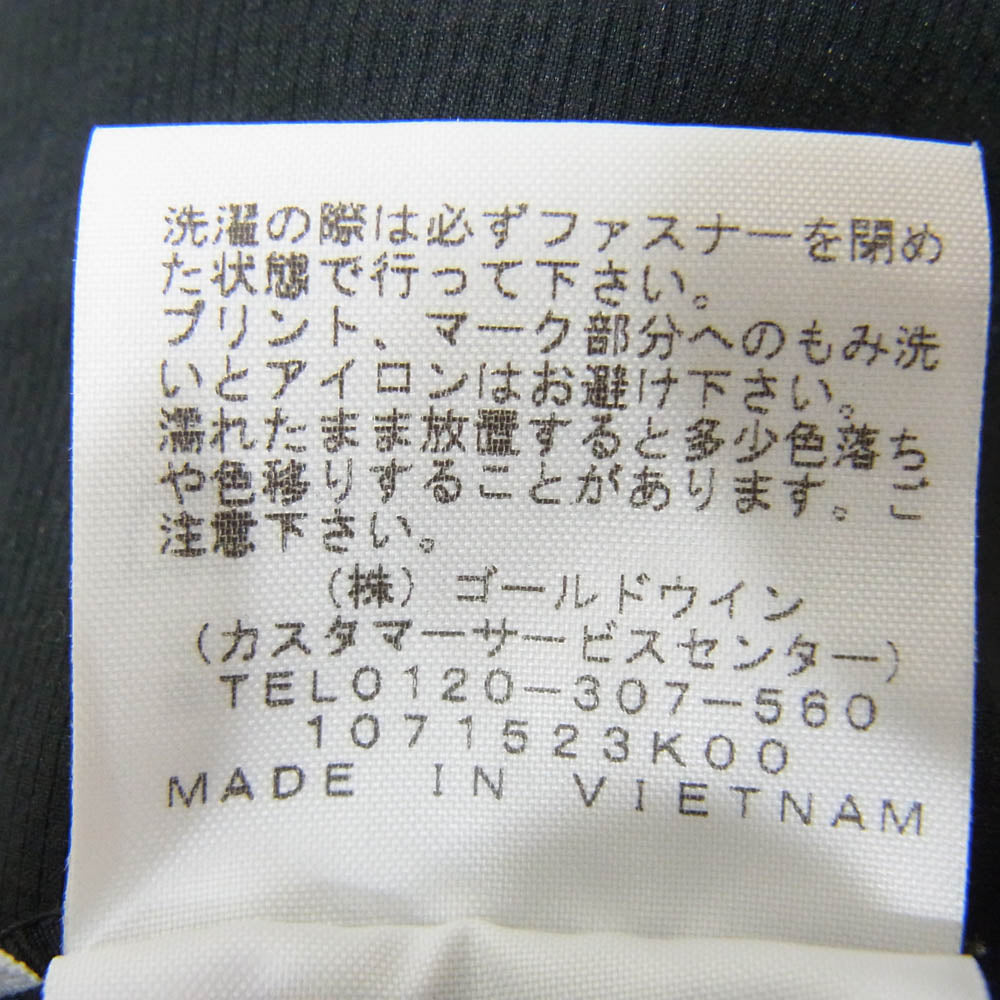 洗濯の際は必ずファスナーを閉め
た状態で行って下さい。
プリント、マーク部分へのもみ洗
いとアイロンはお避け下さい。
濡れたまま放置すると多少色落ち
や色移りすることがあります。ご
注意下さい。
(株) ゴールドウイン
(カスタマーサービスセンター)
TEL0120-307-560
1071523K00
MADE IN VIETNAM